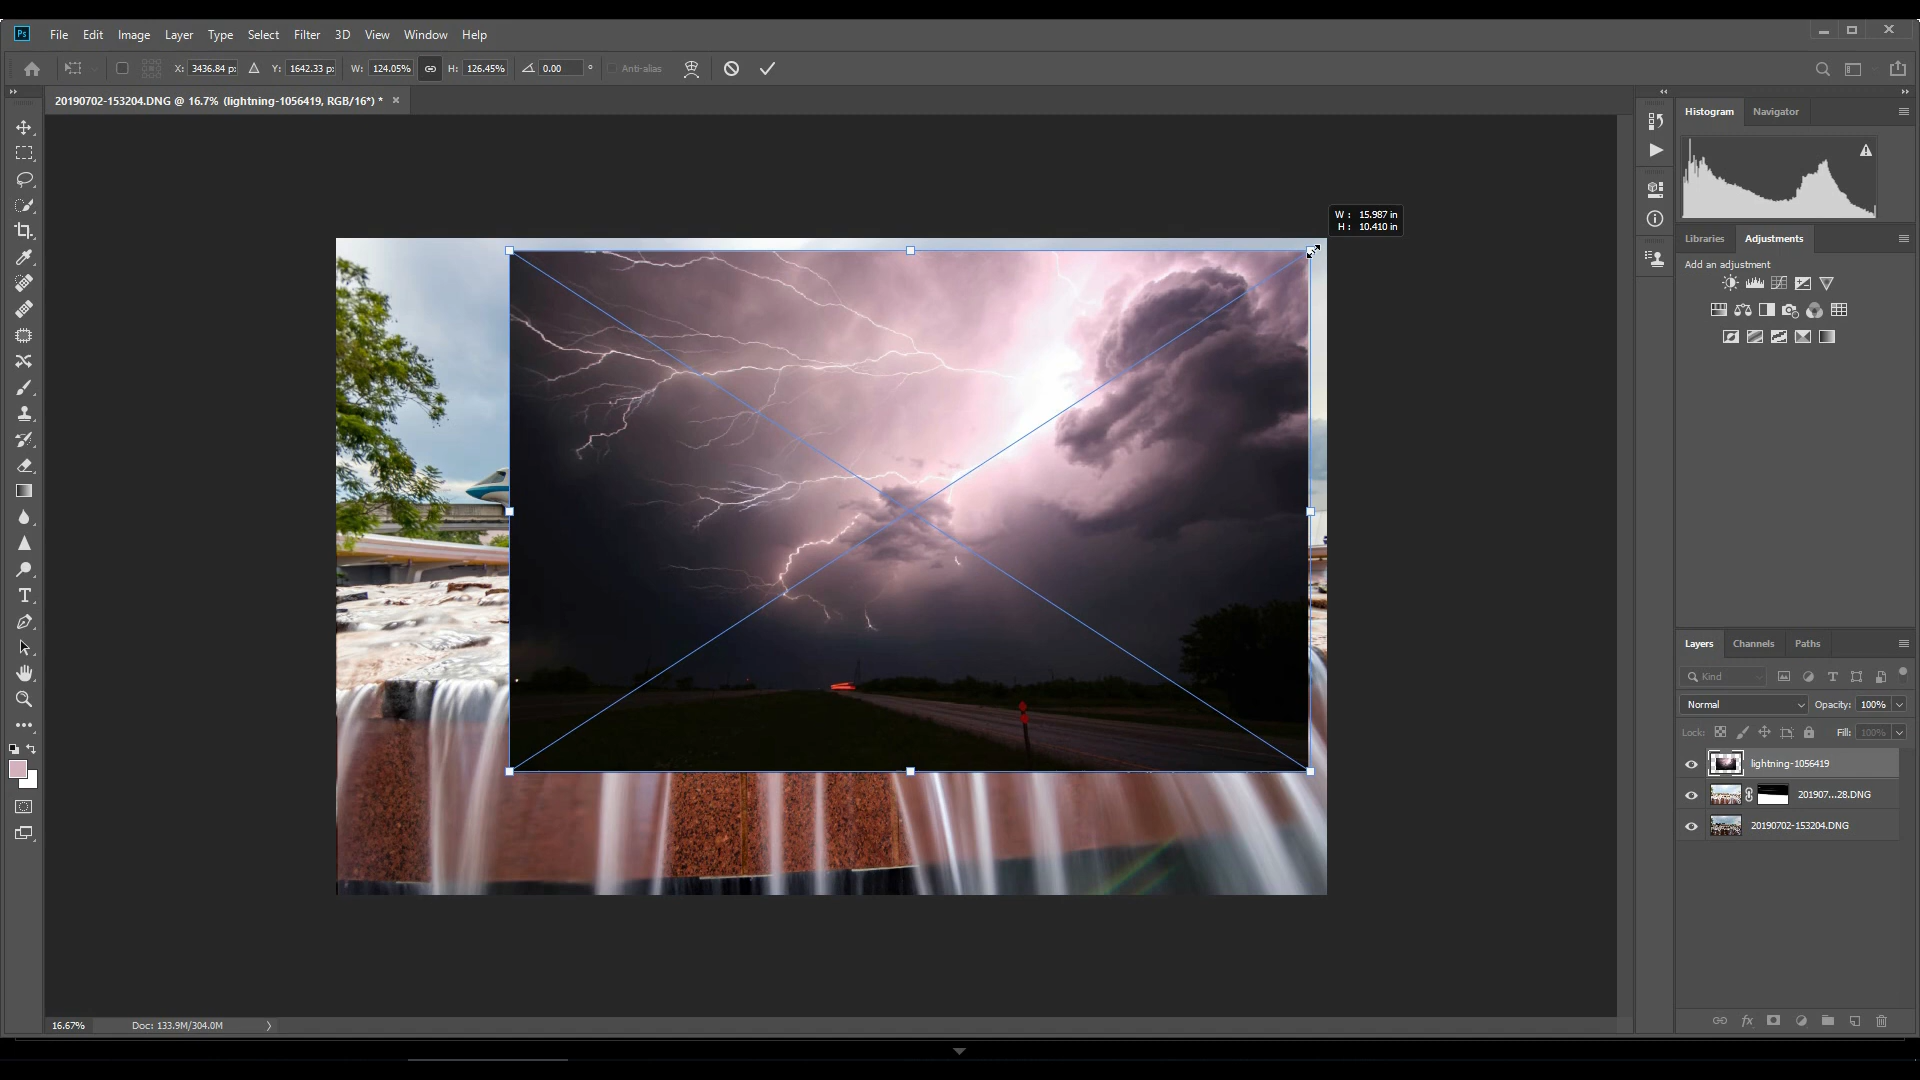 Ps File Edit Image Layer Type Select Filter 3D View Window Help
X: 3436.84 p: Y: 1642.33 p: W: 124.05% H: 126.45% 0.00 ° Anti-alias
20190702-153204.DNG @ 16.7% (lightning-1056419, RGB/16*) * ×
Histogram Navigator
W : 15.987 in
H : 10.410 in
Libraries Adjustments
Add an adjustment
Layers Channels Paths
Kind
Normal Opacity: 100%
Lock: Fill: 100%
lightning-1056419
201907...28.DNG
20190702-153204.DNG
16.67% Doc: 133.9M/304.0M